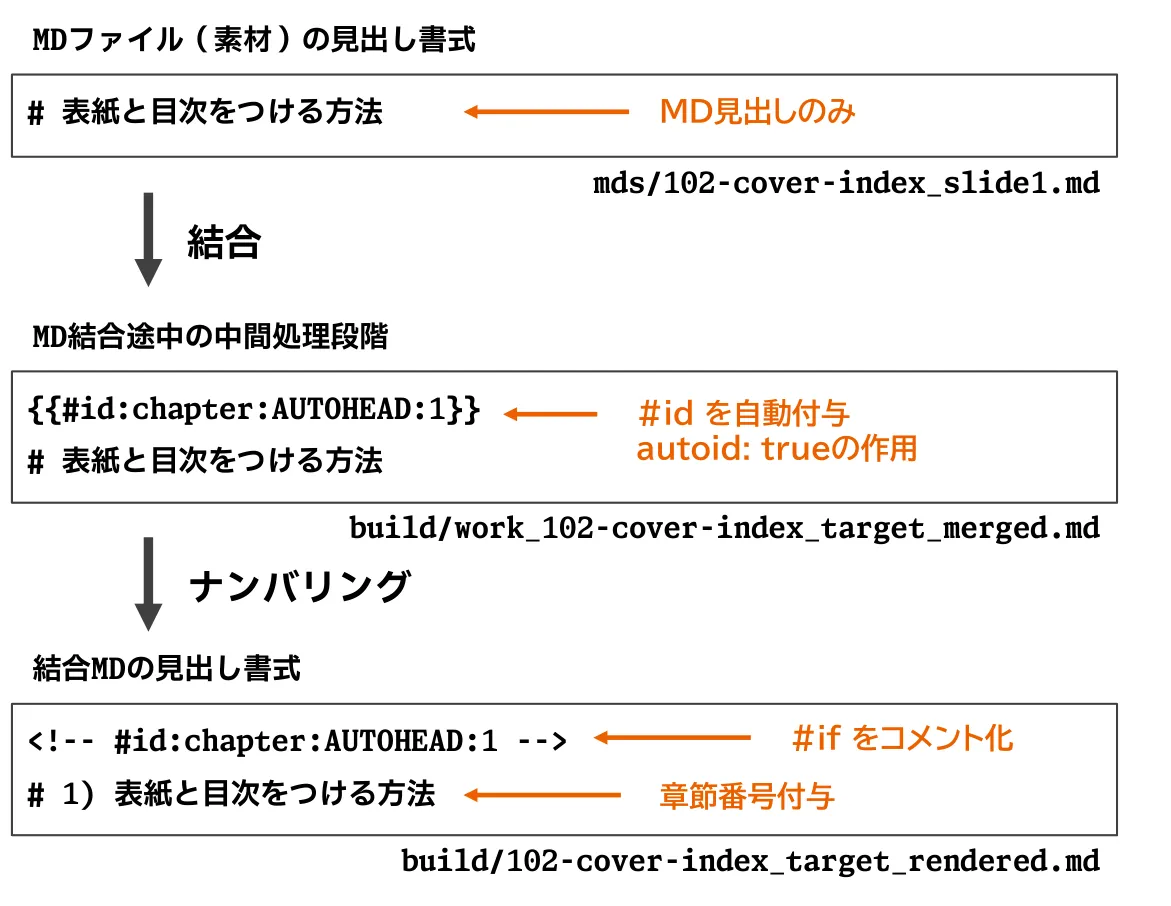 MDファイル（素材）の見出し書式
# 表紙と目次をつける方法
MD見出しのみ
mds/102-cover-index_slide1.md
結合
MD結合途中の中間処理段階
{{#id:chapter:AUTOHEAD:1}}
#id を自動付与
autoid: trueの作用
# 表紙と目次をつける方法
build/work_102-cover-index_target_merged.md
ナンバリング
結合MDの見出し書式
<!-- #id:chapter:AUTOHEAD:1 -->
#if をコメント化
# 1) 表紙と目次をつける方法
章節番号付与
build/102-cover-index_target_rendered.md